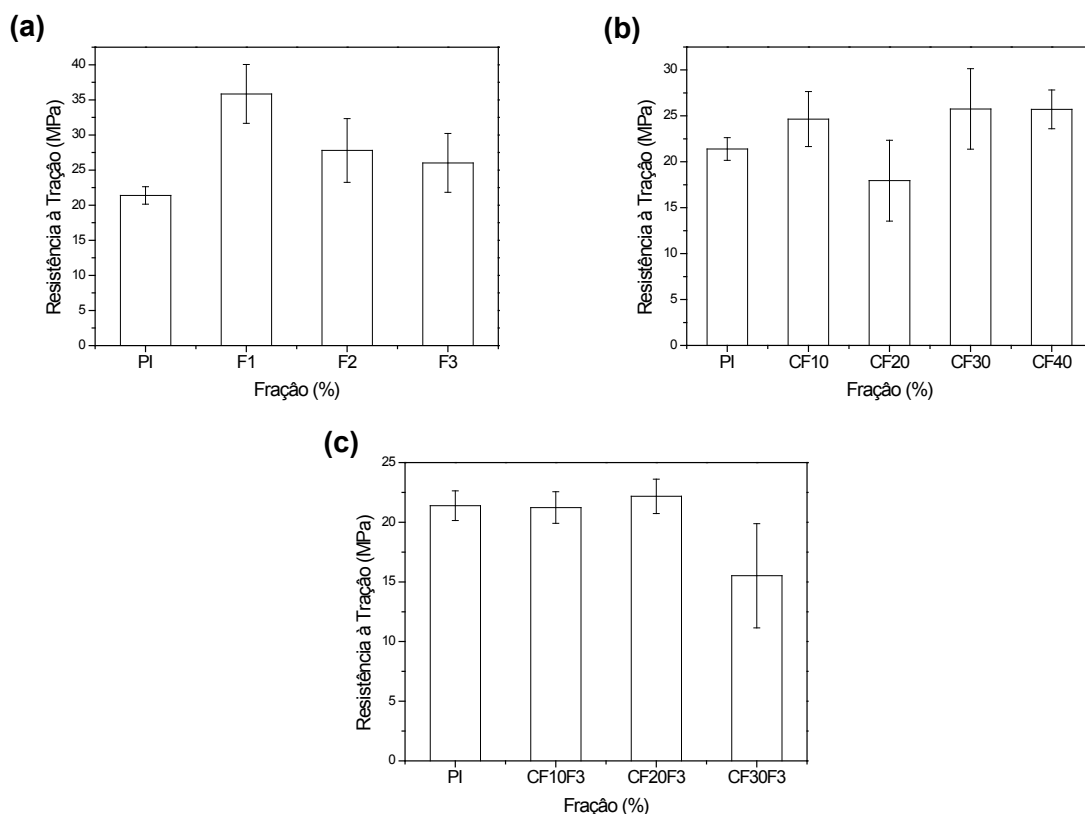 (a)
Resistência à Tração (MPa)
40
35
30
25
20
15
10
5
0
PI F1 F2 F3
Fração (%)
(b)
Resistência à Tração (MPa)
30
25
20
15
10
5
0
PI CF10 CF20 CF30 CF40
Fração (%)
(c)
Resistência à Tração (MPa)
25
20
15
10
5
0
PI CF10F3 CF20F3 CF30F3
Fração (%)